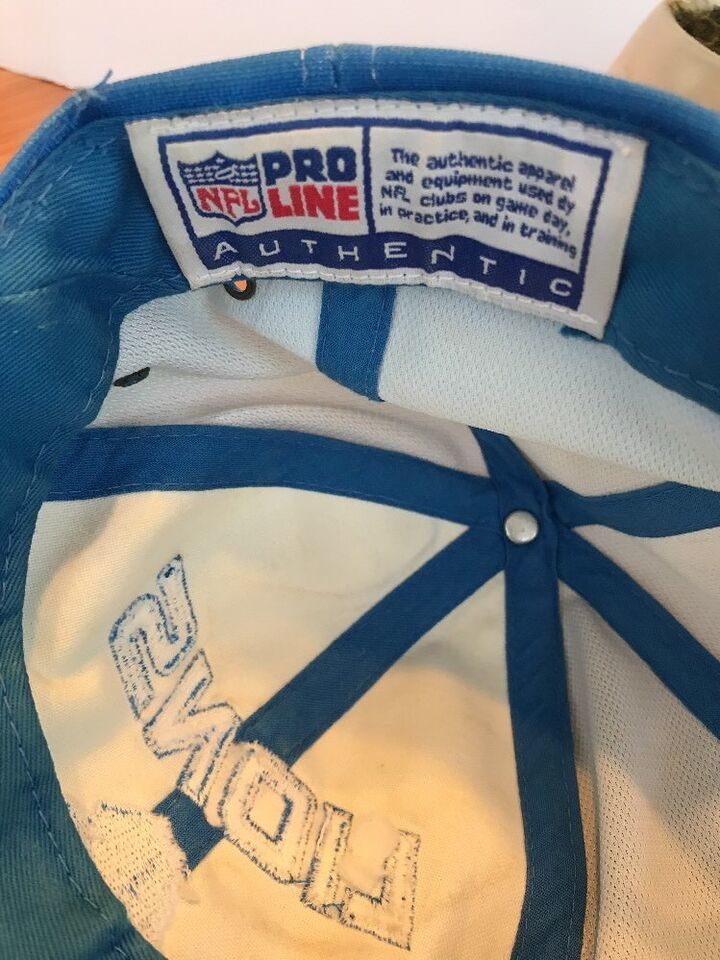 NFL
PRO
LINE
The authentic apparel
and equipment used by
NFL clubs on game day,
in practice, and in training
AUTHENTIC
LIONS